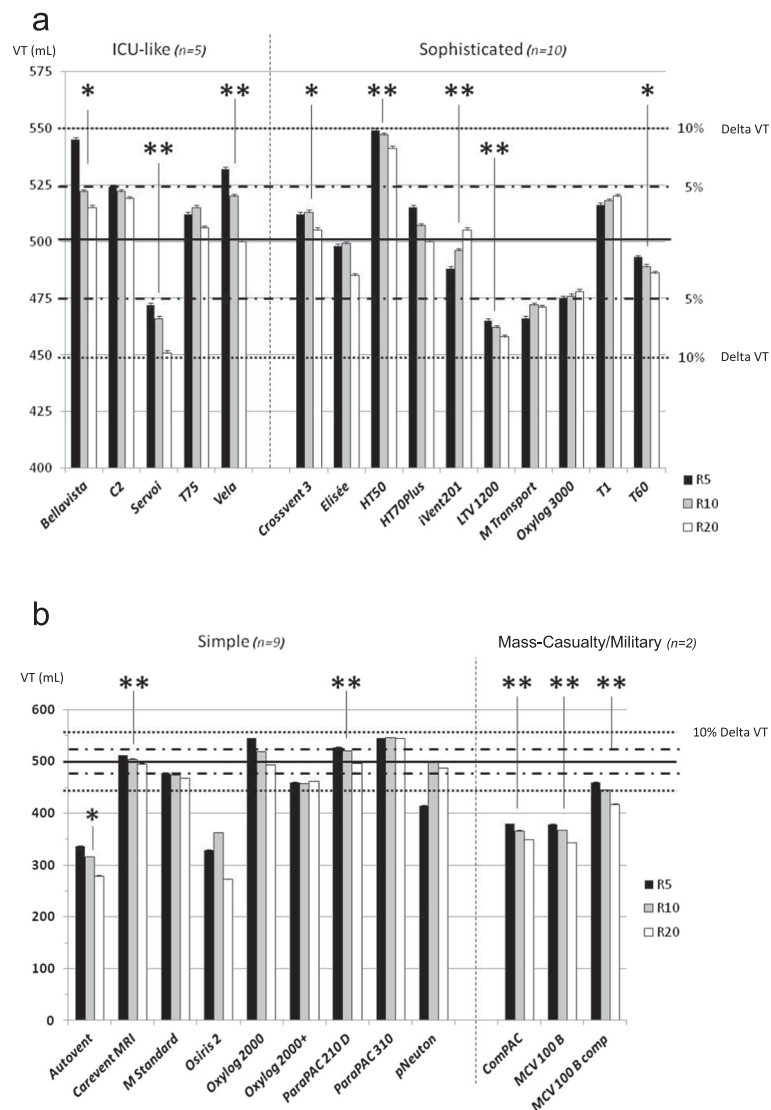 a
VT (mL)
ICU-like (n=5)
Sophisticated (n=10)
575
* ** ** * ** ** ** *
550
10% Delta VT
525
5%
500
475
5%
450
10% Delta VT
425
400
Bellavista
C2
Servoi
T75
Vela
Crossvent 3
Elisée
HT50
HT70Plus
iVent201
LTV 1200
M Transport
Oxylog 3000
T1
T60
R5
R10
R20
b
Simple (n=9)
Mass-Casualty/Military (n=2)
VT (mL)
** ** ** ** **
600
10% Delta VT
500
400
*
300
200
100
0
R5
R10
R20
Autovent
Carevent MRI
M Standard
Osiris 2
Oxylog 2000
Oxylog 2000+
ParaPAC 210 D
ParaPAC 310
pNeuton
ComPAC
MCV 100 B
MCV 100 B comp